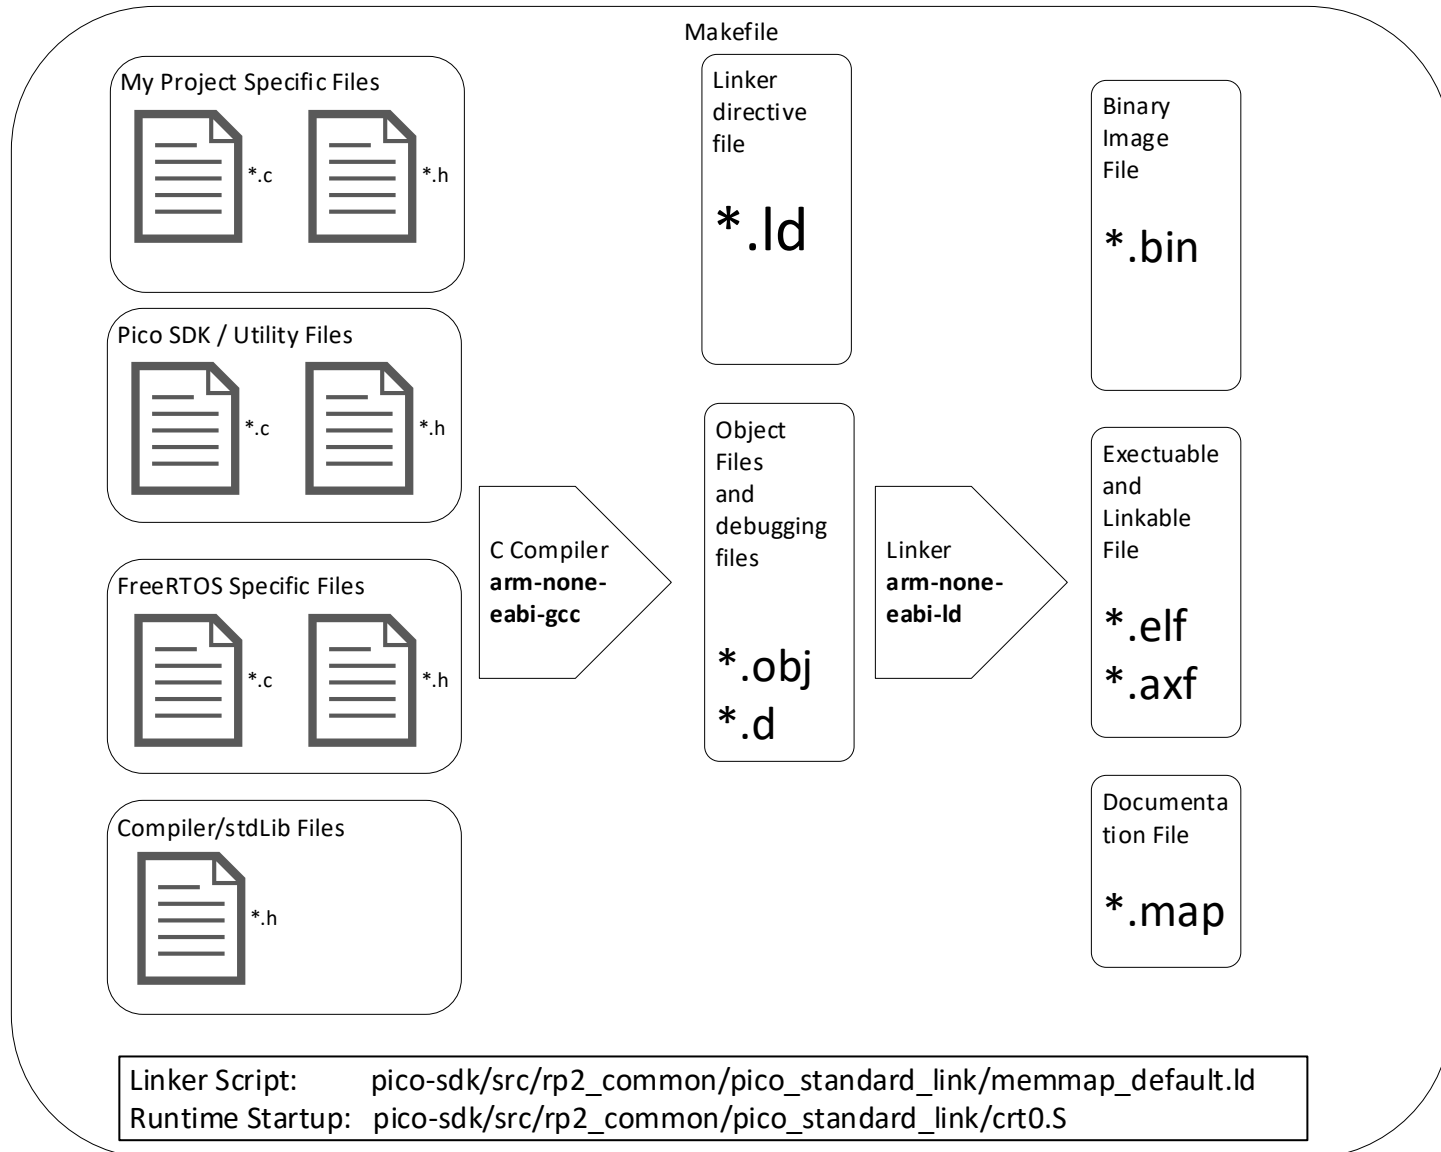 Makefile
My Project Specific Files
*.c
*.h
Pico SDK / Utility Files
*.c
*.h
FreeRTOS Specific Files
*.c
*.h
Compiler/stdLib Files
*.h
C Compiler
arm-none-
eabi-gcc
Linker
directive
file
*.ld
Object
Files
and
debugging
files
*.obj
*.d
Linker
arm-none-
eabi-ld
Binary
Image
File
*.bin
Exectuable
and
Linkable
File
*.elf
*.axf
Documenta
tion File
*.map
Linker Script: pico-sdk/src/rp2_common/pico_standard_link/memmap_default.ld
Runtime Startup: pico-sdk/src/rp2_common/pico_standard_link/crt0.S